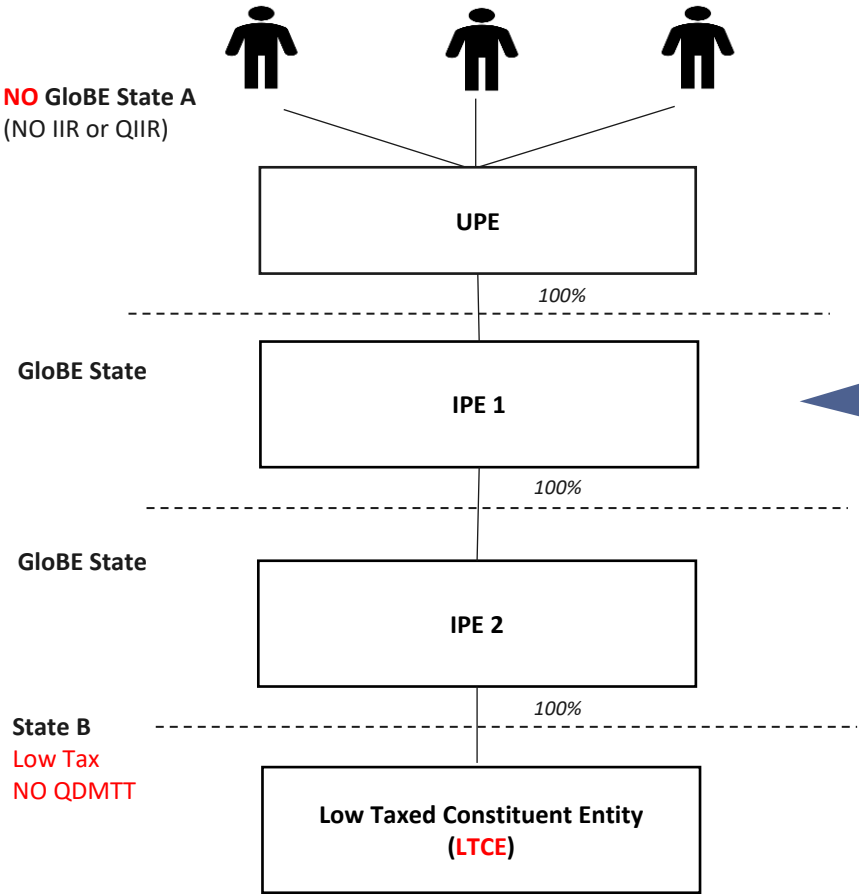 NO GloBE State A
(NO IIR or QIIR)
UPE
100%
GloBE State
IPE 1
100%
GloBE State
IPE 2
100%
State B
Low Tax
NO QDMTT
Low Taxed Constituent Entity
(LTCE)